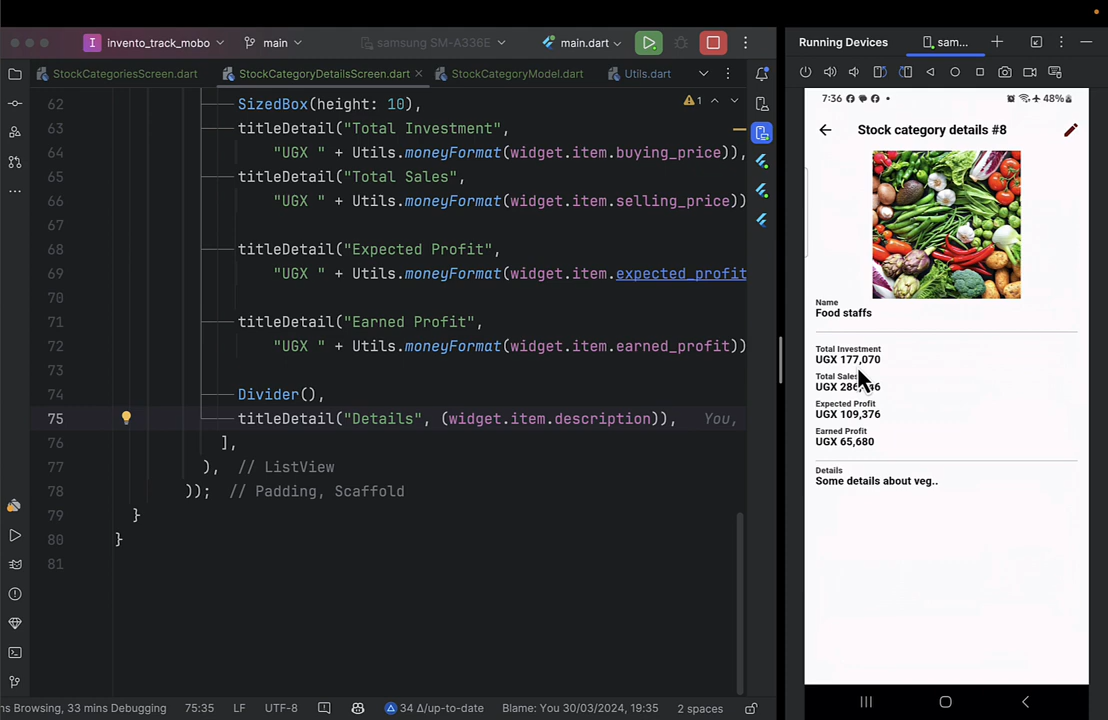 invento_track_mobo
main
samsung SM-A336E
main.dart
StockCategoriesScreen.dart
StockCategoryDetailsScreen.dart
StockCategoryModel.dart
Utils.dart
1
62 SizedBox(height: 10),
63 titleDetail("Total Investment",
64 "UGX " + Utils.moneyFormat(widget.item.buying_price)),
65 titleDetail("Total Sales",
66 "UGX " + Utils.moneyFormat(widget.item.selling_price))
67
68 titleDetail("Expected Profit",
69 "UGX " + Utils.moneyFormat(widget.item.expected_profit
70
71 titleDetail("Earned Profit",
72 "UGX " + Utils.moneyFormat(widget.item.earned_profit))
73
74 Divider(),
75 titleDetail("Details", (widget.item.description)), You,
76 ],
77 ), // ListView
78 )); // Padding, Scaffold
79 }
80 }
81
ns Browsing, 33 mins Debugging
75:35
LF
UTF-8
34 Δ/up-to-date
Blame: You 30/03/2024, 19:35
2 spaces
Running Devices
sam...
7:36
48%
Stock category details #8
Name
Food staffs
Total Investment
UGX 177,070
Total Sales
UGX
Expected Profit
UGX 109,376
Earned Profit
UGX 65,680
Details
Some details about veg..